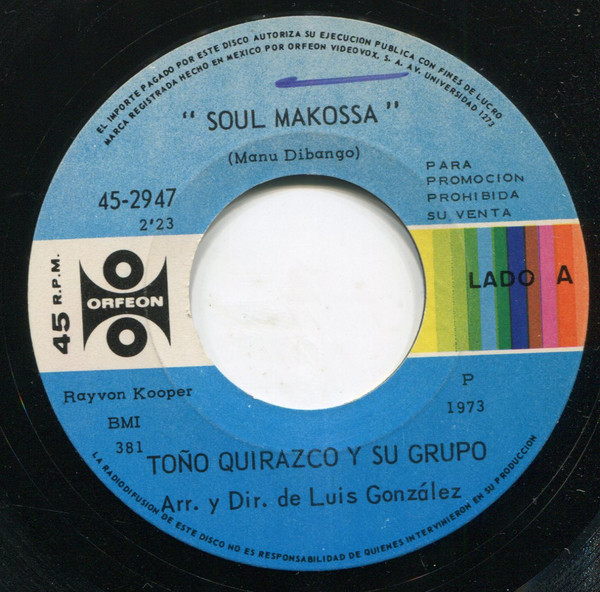 EL IMPORTE PAGADO POR ESTE DISCO AUTORIZA SU EJECUCION PUBLICA CON FINES DE LUCRO
MARCA REGISTRADA HECHO EN MEXICO POR ORFEON VIDEOVOX, S. A. AV. UNIVERSIDAD 1273
"SOUL MAKOSSA"
(Manu Dibango)
45-2947
2'23
PARA
PROMOCION
PROHIBIDA
SU VENTA
45 R.P.M.
ORFEON
LADO A
Rayvon Kooper
BMI
381
P
1973
TOÑO QUIRAZCO Y SU GRUPO
Arr. y Dir. de Luis González
LA RADIODIFUSION DE ESTE DISCO NO ES RESPONSABILIDAD DE QUIENES INTERVINIERON EN SU PRODUCCION